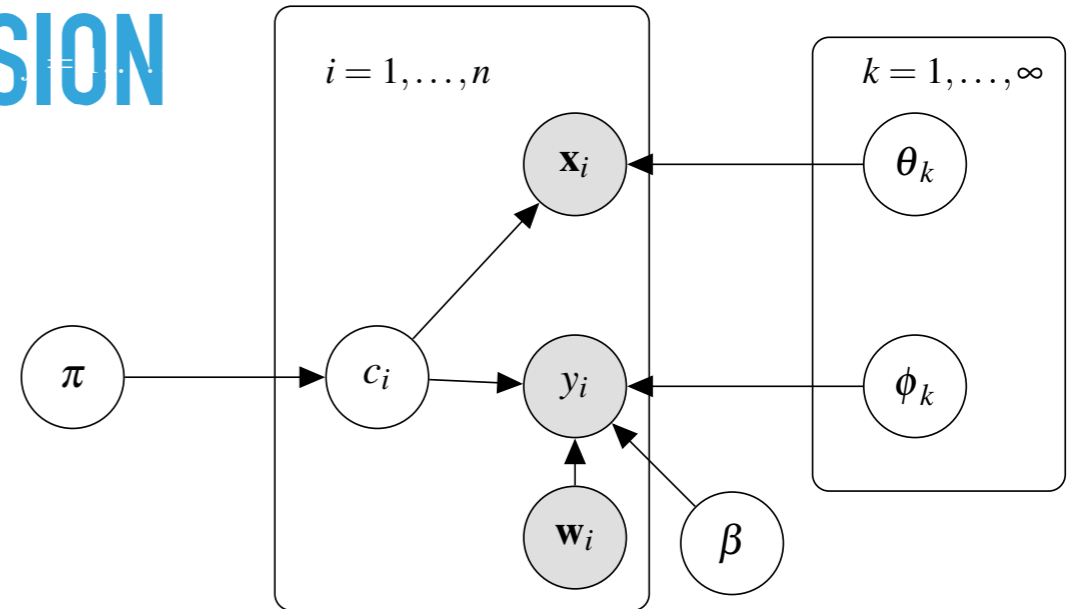 SION
i = 1,...,n
k = 1,...,∞
x_i
θ_k
π
c_i
y_i
ϕ_k
w_i
β